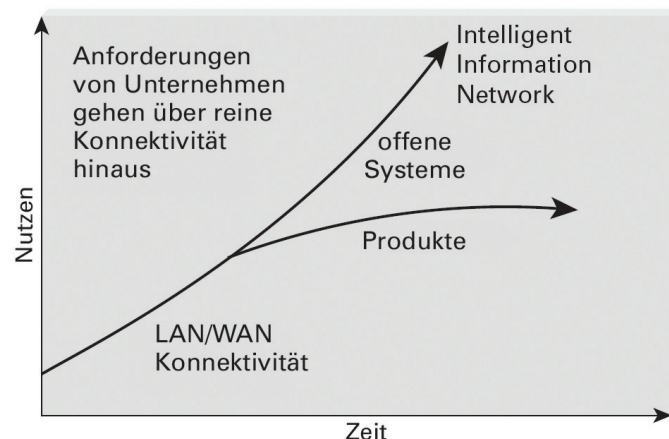 Anforderungen
von Unternehmen
gehen über reine
Konnektivität
hinaus
Intelligent
Information
Network
offene
Systeme
Produkte
LAN/WAN
Konnektivität
Nutzen
Zeit